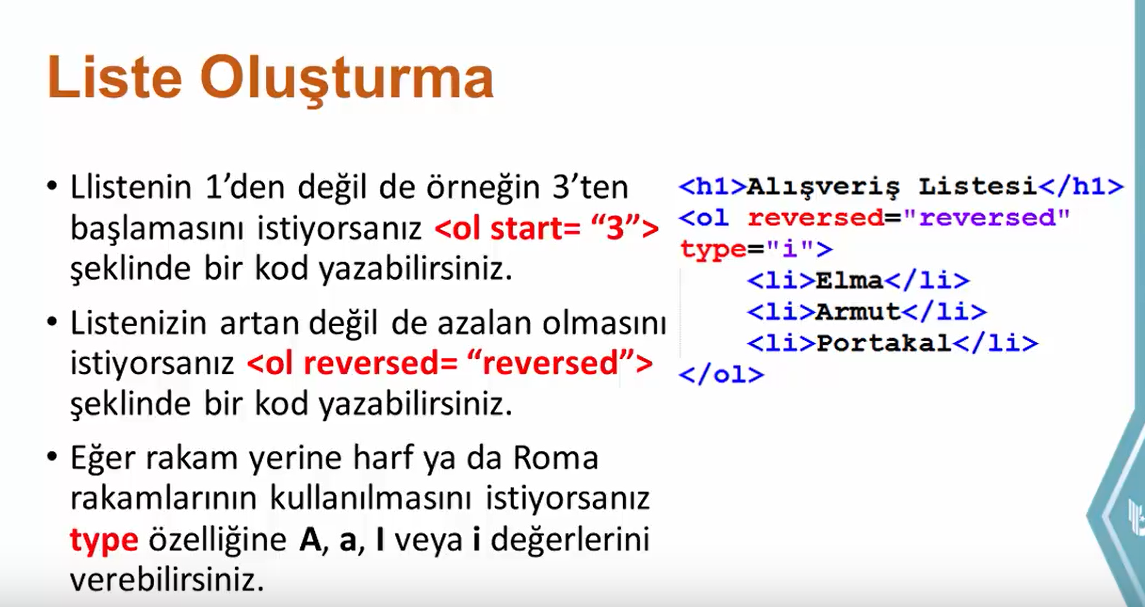 Liste Oluşturma
• Llistenin 1’den değil de örneğin 3’ten
başlamasını istiyorsanız <ol start= “3”>
şeklinde bir kod yazabilirsiniz.
• Listenizin artan değil de azalan olmasını
istiyorsanız <ol reversed= “reversed”>
şeklinde bir kod yazabilirsiniz.
• Eğer rakam yerine harf ya da Roma
rakamlarının kullanılmasını istiyorsanız
type özelliğine A, a, I veya i değerlerini
verebilirsiniz.
<h1>Alışveriş Listesi</h1>
<ol reversed="reversed"
type="i">
<li>Elma</li>
<li>Armut</li>
<li>Portakal</li>
</ol>